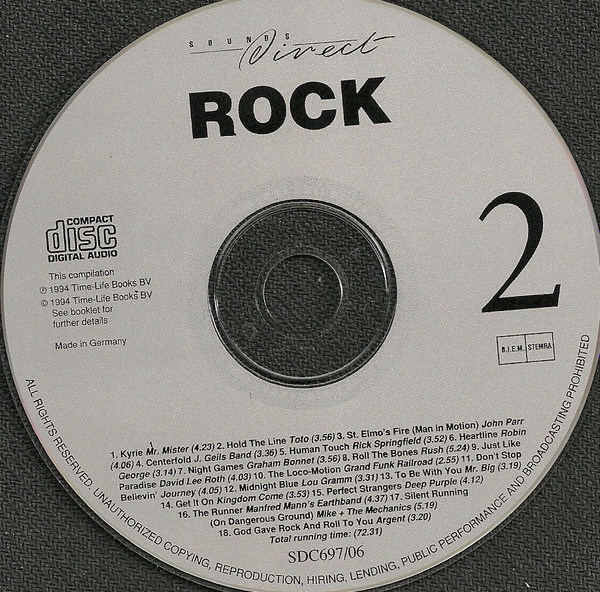 SOUNDS
Direct
ROCK
2
COMPACT
disc
DIGITAL AUDIO
This compilation
℗ 1994 Time-Life Books BV
© 1994 Time-Life Books BV
See booklet for
further details
Made in Germany
B.I.E.M. STEMRA
1. Kyrie Mr. Mister (4.23) 2. Hold The Line Toto (3.56) 3. St. Elmo's Fire (Man in Motion) John Parr
(4.06) 4. Centerfold J. Geils Band (3.36) 5. Human Touch Rick Springfield (3.52) 6. Heartline Robin
George (3.14) 7. Night Games Graham Bonnet (3.56) 8. Roll The Bones Rush (5.24) 9. Just Like
Paradise David Lee Roth (4.03) 10. The Loco-Motion Grand Funk Railroad (2.55) 11. Don't Stop
Believin' Journey (4.05) 12. Midnight Blue Lou Gramm (3.31) 13. To Be With You Mr. Big (3.19)
14. Get It On Kingdom Come (3.53) 15. Perfect Strangers Deep Purple (4.12)
16. The Runner Manfred Mann's Earthband (4.37) 17. Silent Running
(On Dangerous Ground) Mike + The Mechanics (5.19)
18. God Gave Rock And Roll To You Argent (3.20)
Total running time: (72.31)
SDC697/06
ALL RIGHTS RESERVED. UNAUTHORIZED COPYING, REPRODUCTION, HIRING, LENDING, PUBLIC PERFORMANCE AND BROADCASTING PROHIBITED